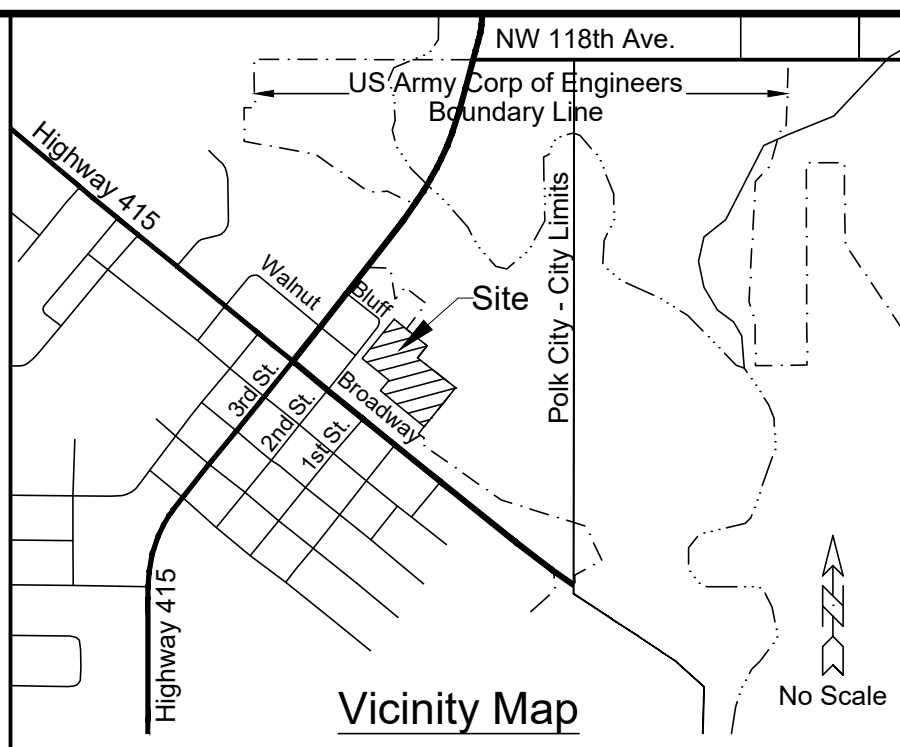 NW 118th Ave.
US Army Corp of Engineers
Boundary Line
Highway 415
Polk City - City Limits
Walnut
Bluff
Site
3rd St.
2nd St.
1st St.
Broadway
Highway 415
Vicinity Map
No Scale